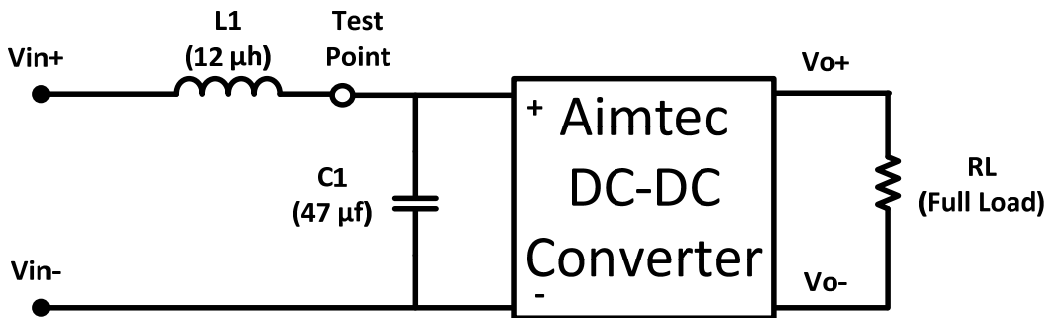 L1
(12 µh)
Test
Point
Vin+
Vo+
+ Aimtec
DC-DC
Converter
-
C1
(47 µf)
RL
(Full Load)
Vin-
Vo-